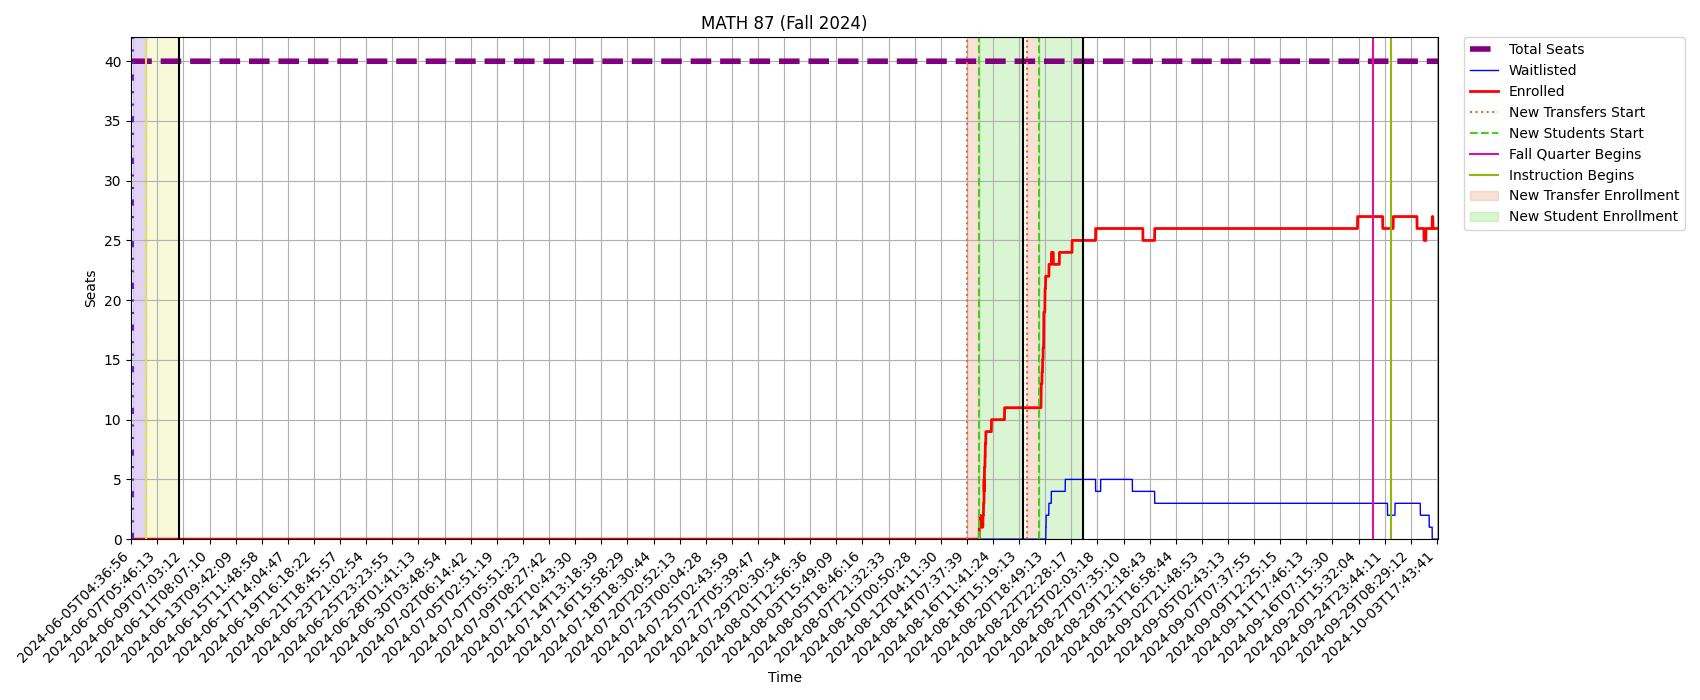 MATH 87 (Fall 2024)
Seats
40
35
30
25
20
15
10
5
0
2024-06-05T04:36:56
2024-06-07T05:46:13
2024-06-09T07:03:12
2024-06-11T08:07:10
2024-06-13T09:42:09
2024-06-15T11:48:58
2024-06-17T14:04:47
2024-06-19T16:18:22
2024-06-21T18:45:57
2024-06-23T21:02:54
2024-06-25T23:23:55
2024-06-28T01:41:13
2024-06-30T03:48:54
2024-07-02T06:14:42
2024-07-05T02:51:19
2024-07-07T05:51:23
2024-07-09T08:27:42
2024-07-12T10:43:30
2024-07-14T13:18:39
2024-07-16T15:58:29
2024-07-18T18:30:44
2024-07-20T20:52:13
2024-07-23T00:04:28
2024-07-25T02:43:59
2024-07-27T05:39:47
2024-07-29T20:30:54
2024-08-01T12:56:36
2024-08-03T15:49:09
2024-08-05T18:46:16
2024-08-07T21:32:33
2024-08-10T00:50:28
2024-08-12T04:11:30
2024-08-14T07:37:39
2024-08-16T11:41:24
2024-08-18T15:19:13
2024-08-20T18:49:13
2024-08-22T22:28:17
2024-08-25T02:03:18
2024-08-27T07:35:10
2024-08-29T12:18:43
2024-08-31T16:58:44
2024-09-02T21:48:53
2024-09-05T02:43:13
2024-09-07T07:37:55
2024-09-09T12:25:15
2024-09-11T17:46:13
2024-09-16T07:15:30
2024-09-20T15:32:04
2024-09-24T23:44:11
2024-09-29T08:29:12
2024-10-03T17:43:41
Time
Total Seats
Waitlisted
Enrolled
New Transfers Start
New Students Start
Fall Quarter Begins
Instruction Begins
New Transfer Enrollment
New Student Enrollment